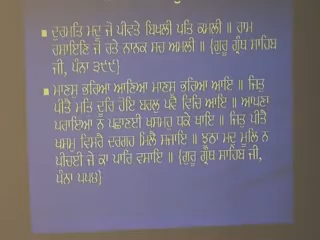 ਦੁਰਮਤਿ ਮਦੁ ਜੋ ਪੀਵਤੇ ਬਿਖਲੀ ਪਤਿ ਕਮਲੀ ॥ ਰਾਮ
ਰਸਾਇਣਿ ਜੋ ਰਤੇ ਨਾਨਕ ਸਚ ਅਮਲੀ ॥ {ਗੁਰੂ ਗ੍ਰੰਥ ਸਾਹਿਬ
ਜੀ, ਪੰਨਾ ੩੯੯}
ਮਾਣਸੁ ਭਰਿਆ ਆਣਿਆ ਮਾਣਸੁ ਭਰਿਆ ਆਇ ॥ ਜਿਤੁ
ਪੀਤੈ ਮਤਿ ਦੂਰਿ ਹੋਇ ਬਰਲੁ ਪਵੈ ਵਿਚਿ ਆਇ ॥ ਆਪਣਾ
ਪਰਾਇਆ ਨ ਪਛਾਣਈ ਖਸਮਹੁ ਧਕੇ ਖਾਇ ॥ ਜਿਤੁ ਪੀਤੈ
ਖਸਮੁ ਵਿਸਰੈ ਦਰਗਹ ਮਿਲੈ ਸਜਾਇ ॥ ਝੂਠਾ ਮਦੁ ਮੂਲਿ ਨ
ਪੀਚਈ ਜੇ ਕਾ ਪਾਰਿ ਵਸਾਇ ॥ {ਗੁਰੂ ਗ੍ਰੰਥ ਸਾਹਿਬ ਜੀ,
ਪੰਨਾ ੫੫੪}